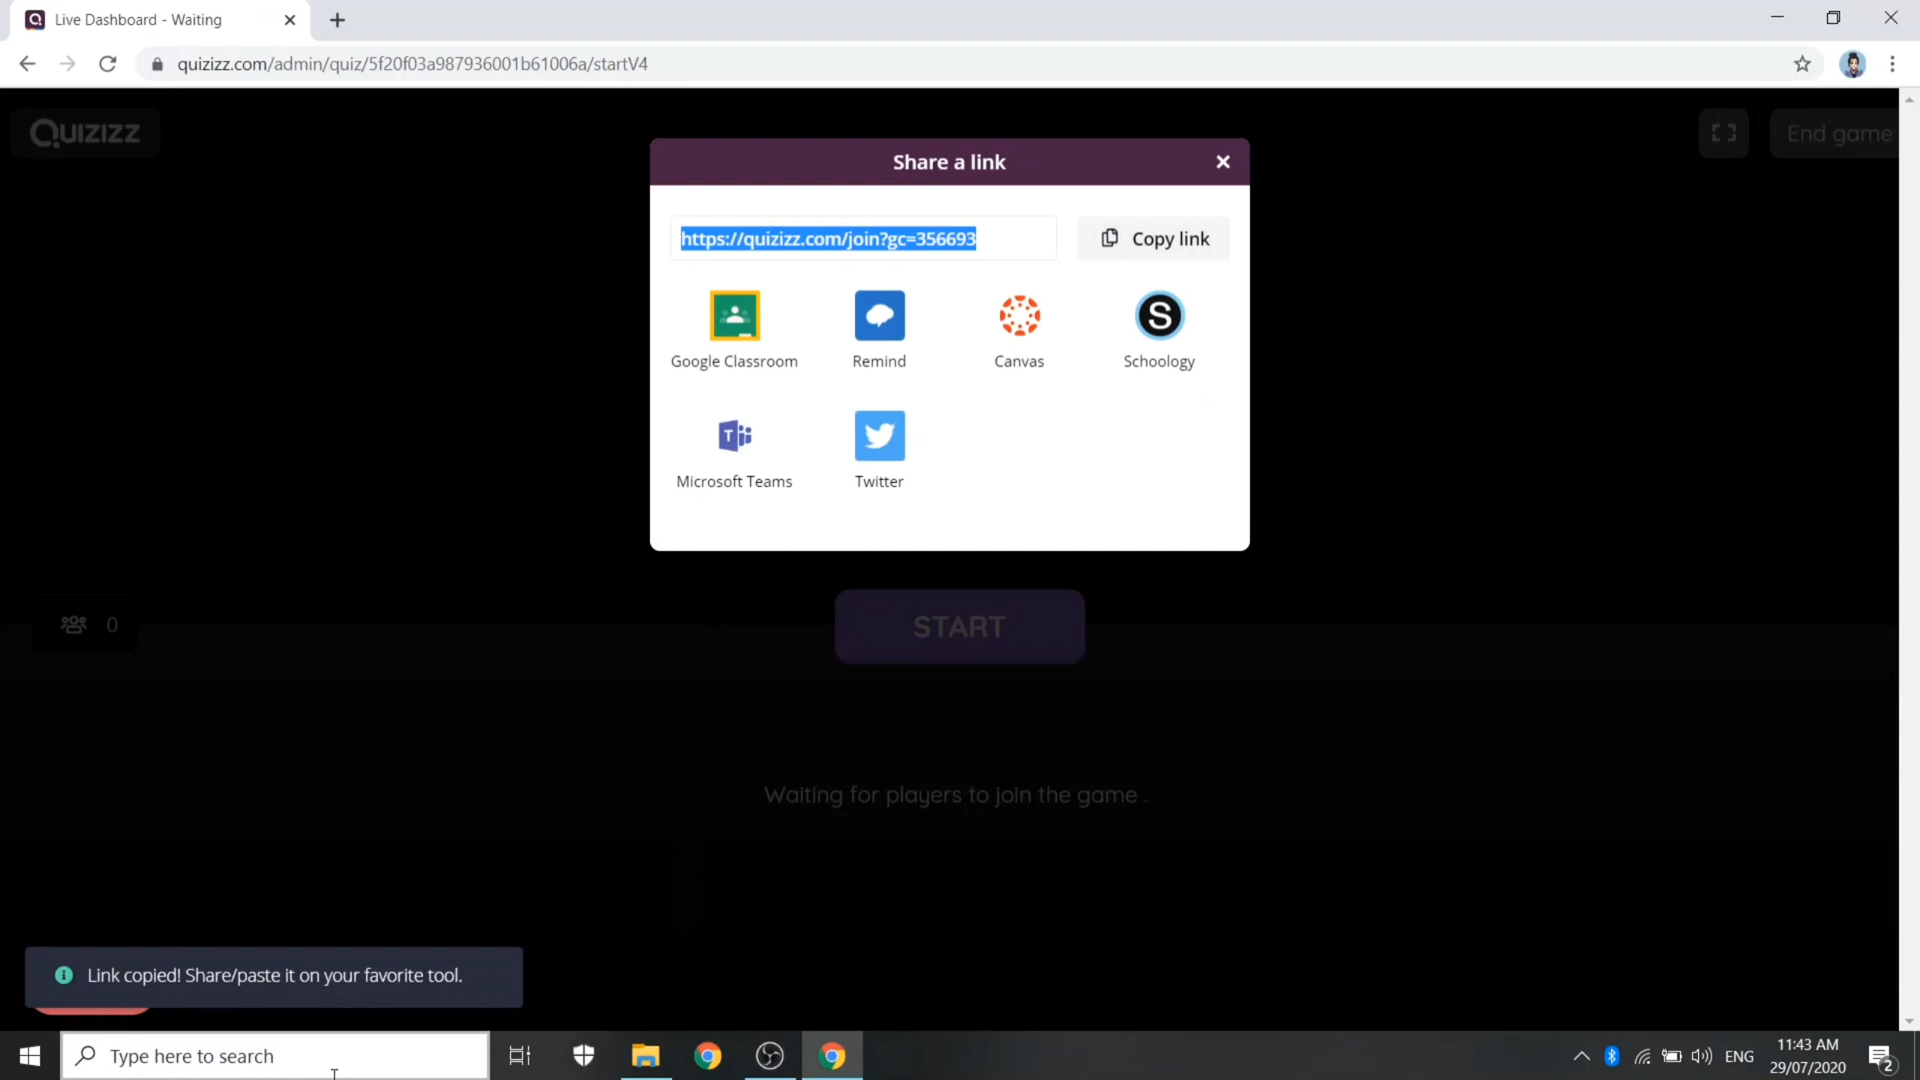 Live Dashboard - Waiting
quizizz.com/admin/quiz/5f20f03a987936001b61006a/startV4
QUIZIZZ
End game
Share a link
https://quizizz.com/join?gc=356693
Copy link
Google Classroom
Remind
Canvas
S
Schoology
T
Microsoft Teams
Twitter
0
START
Waiting for players to join the game ..
Link copied! Share/paste it on your favorite tool.
Type here to search
ENG
11:43 AM
29/07/2020
2